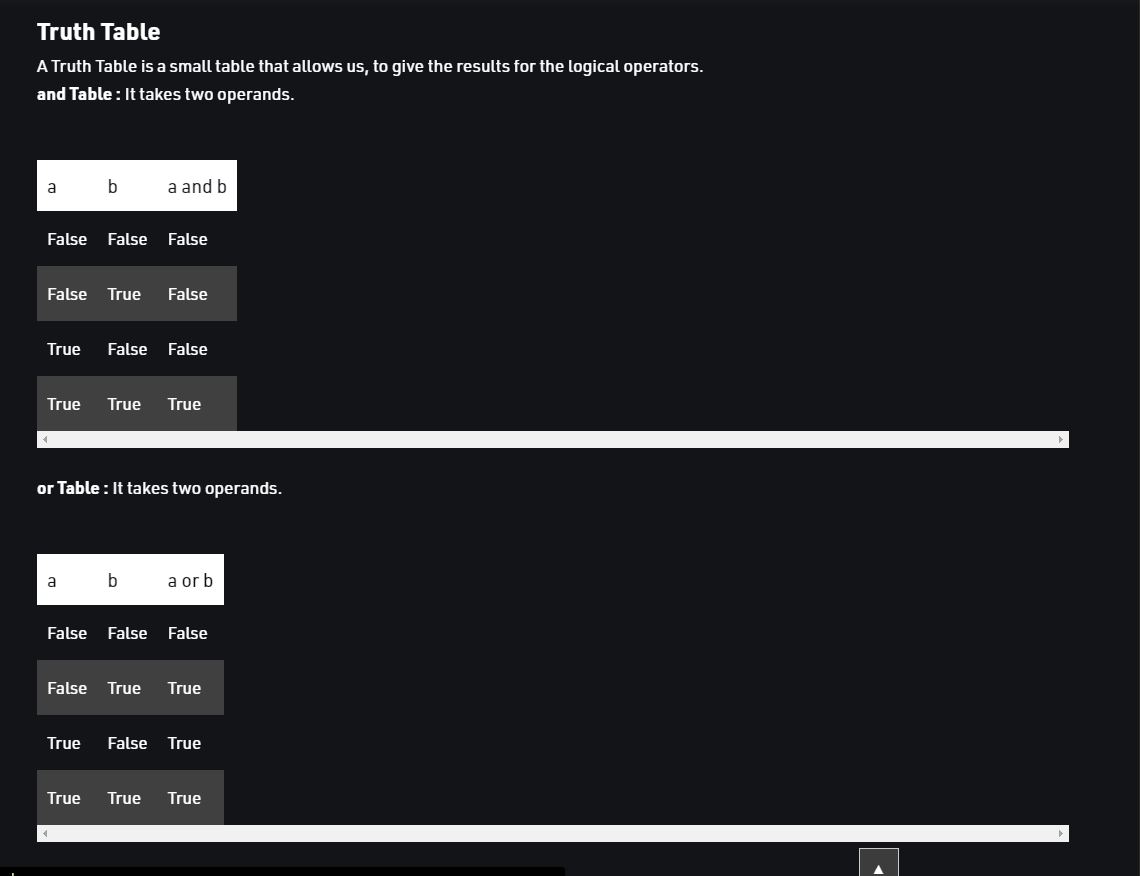 Truth Table
A Truth Table is a small table that allows us, to give the results for the logical operators.
and Table : It takes two operands.
a b a and b
False False False
False True False
True False False
True True True
or Table : It takes two operands.
a b a or b
False False False
False True True
True False True
True True True